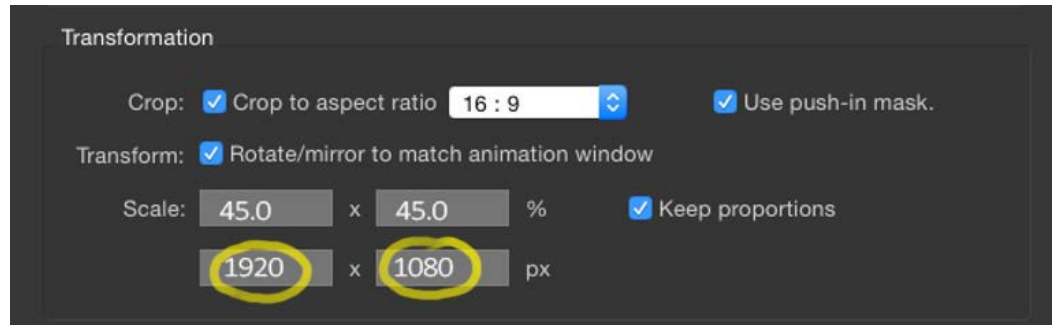 Transformation
Crop: Crop to aspect ratio 16 : 9 Use push-in mask.
Transform: Rotate/mirror to match animation window
Scale: 45.0 x 45.0 % Keep proportions
1920 x 1080 px